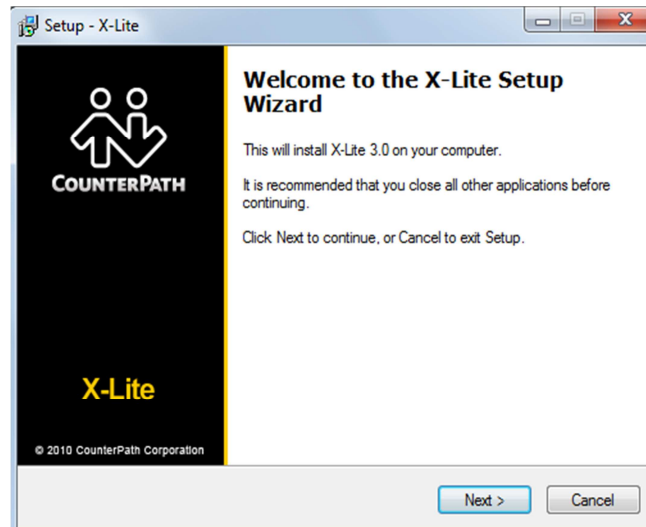 Setup - X-Lite
COUNTERPATH
X-Lite
© 2010 CounterPath Corporation
Welcome to the X-Lite Setup
Wizard
This will install X-Lite 3.0 on your computer.
It is recommended that you close all other applications before
continuing.
Click Next to continue, or Cancel to exit Setup.
Next >
Cancel